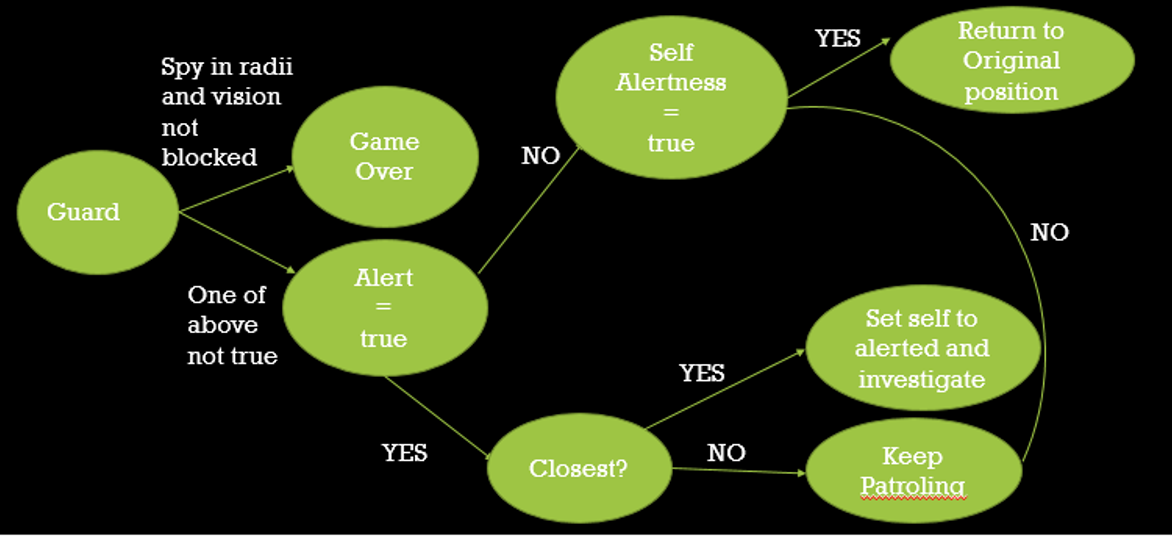 Guard
Spy in radii
and vision
not
blocked
Game
Over
One of
above
not true
Alert
=
true
NO
Self
Alertness
=
true
YES
Return to
Original
position
NO
YES
Closest?
YES
Set self to
alerted and
investigate
NO
Keep
Patroling